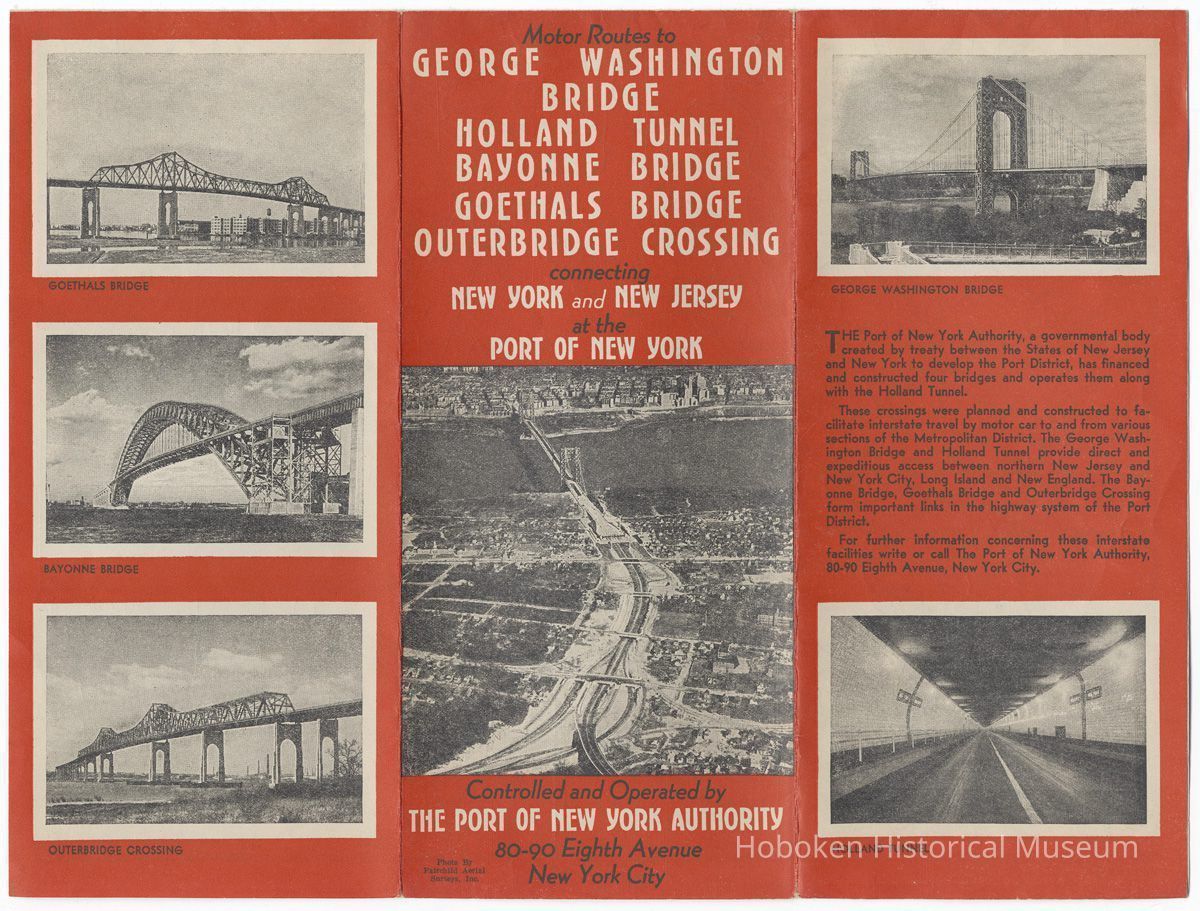 GOETHALS BRIDGE
BAYONNE BRIDGE
OUTERBRIDGE CROSSING
Motor Routes to
GEORGE WASHINGTON
BRIDGE
HOLLAND TUNNEL
BAYONNE BRIDGE
GOETHALS BRIDGE
OUTERBRIDGE CROSSING
connecting
NEW YORK and NEW JERSEY
at the
PORT OF NEW YORK
Controlled and Operated by
THE PORT OF NEW YORK AUTHORITY
80-90 Eighth Avenue
New York City
Photo By
Fairchild Aerial
Surveys, Inc.
GEORGE WASHINGTON BRIDGE
THE Port of New York Authority, a governmental body
created by treaty between the States of New Jersey
and New York to develop the Port District, has financed
and constructed four bridges and operates them along
with the Holland Tunnel.
These crossings were planned and constructed to fa-
cilitate interstate travel by motor car to and from various
sections of the Metropolitan District. The George Wash-
ington Bridge and Holland Tunnel provide direct and
expeditious access between northern New Jersey and
New York City, Long Island and New England. The Bay-
onne Bridge, Goethals Bridge and Outerbridge Crossing
form important links in the highway system of the Port
District.
For further information concerning these interstate
facilities write or call The Port of New York Authority,
80-90 Eighth Avenue, New York City.
HOLLAND TUNNEL
Hoboken Historical Museum